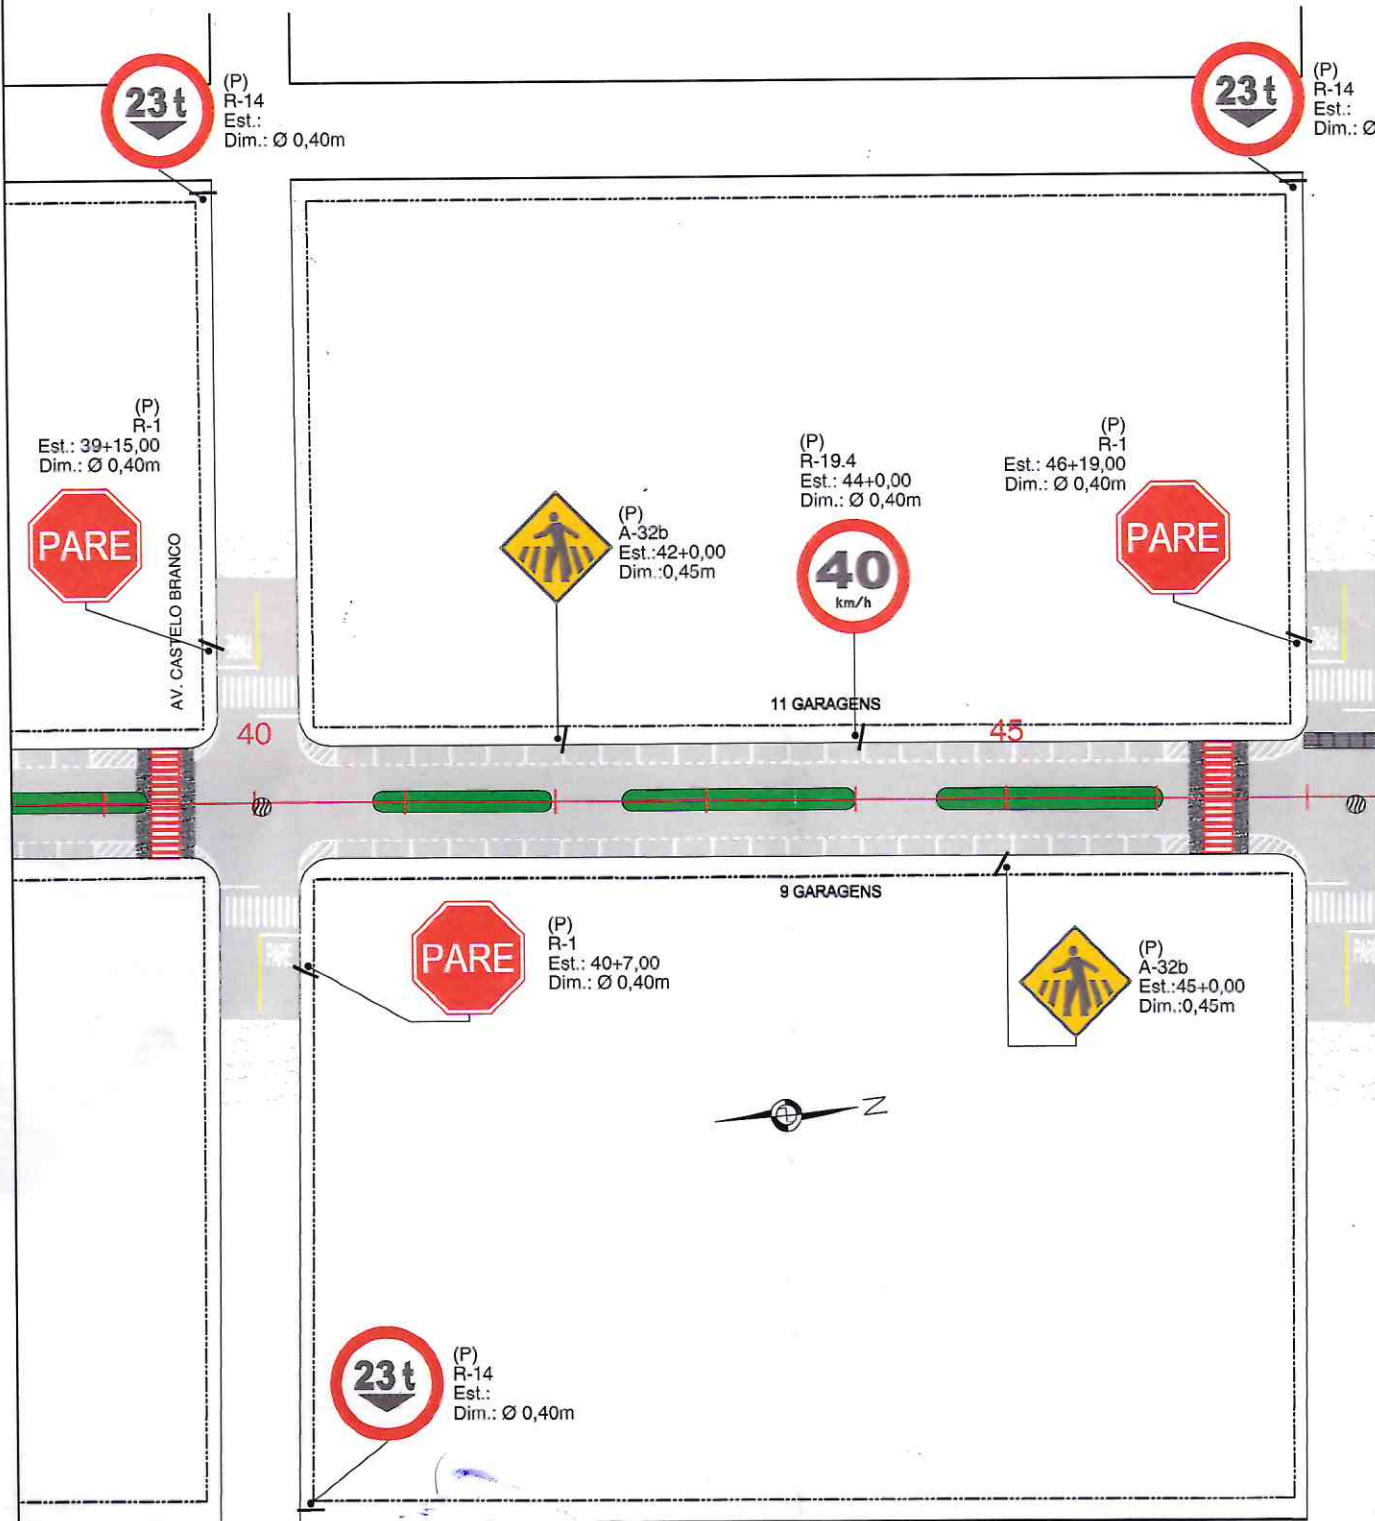 23t
(P)
R-14
Est.:
Dim.: Ø 0,40m
23t
(P)
R-14
Est.:
Dim.: Ø
(P)
R-1
Est.: 39+15,00
Dim.: Ø 0,40m
PARE
AV. CASTELO BRANCO
(P)
A-32b
Est.:42+0,00
Dim.:0,45m
(P)
R-19.4
Est.: 44+0,00
Dim.: Ø 0,40m
40
km/h
(P)
R-1
Est.: 46+19,00
Dim.: Ø 0,40m
PARE
PARE
PARE
11 GARAGENS
40
45
9 GARAGENS
PARE
PARE
(P)
R-1
Est.: 40+7,00
Dim.: Ø 0,40m
(P)
A-32b
Est.:45+0,00
Dim.:0,45m
PAR
N
23t
(P)
R-14
Est.:
Dim.: Ø 0,40m